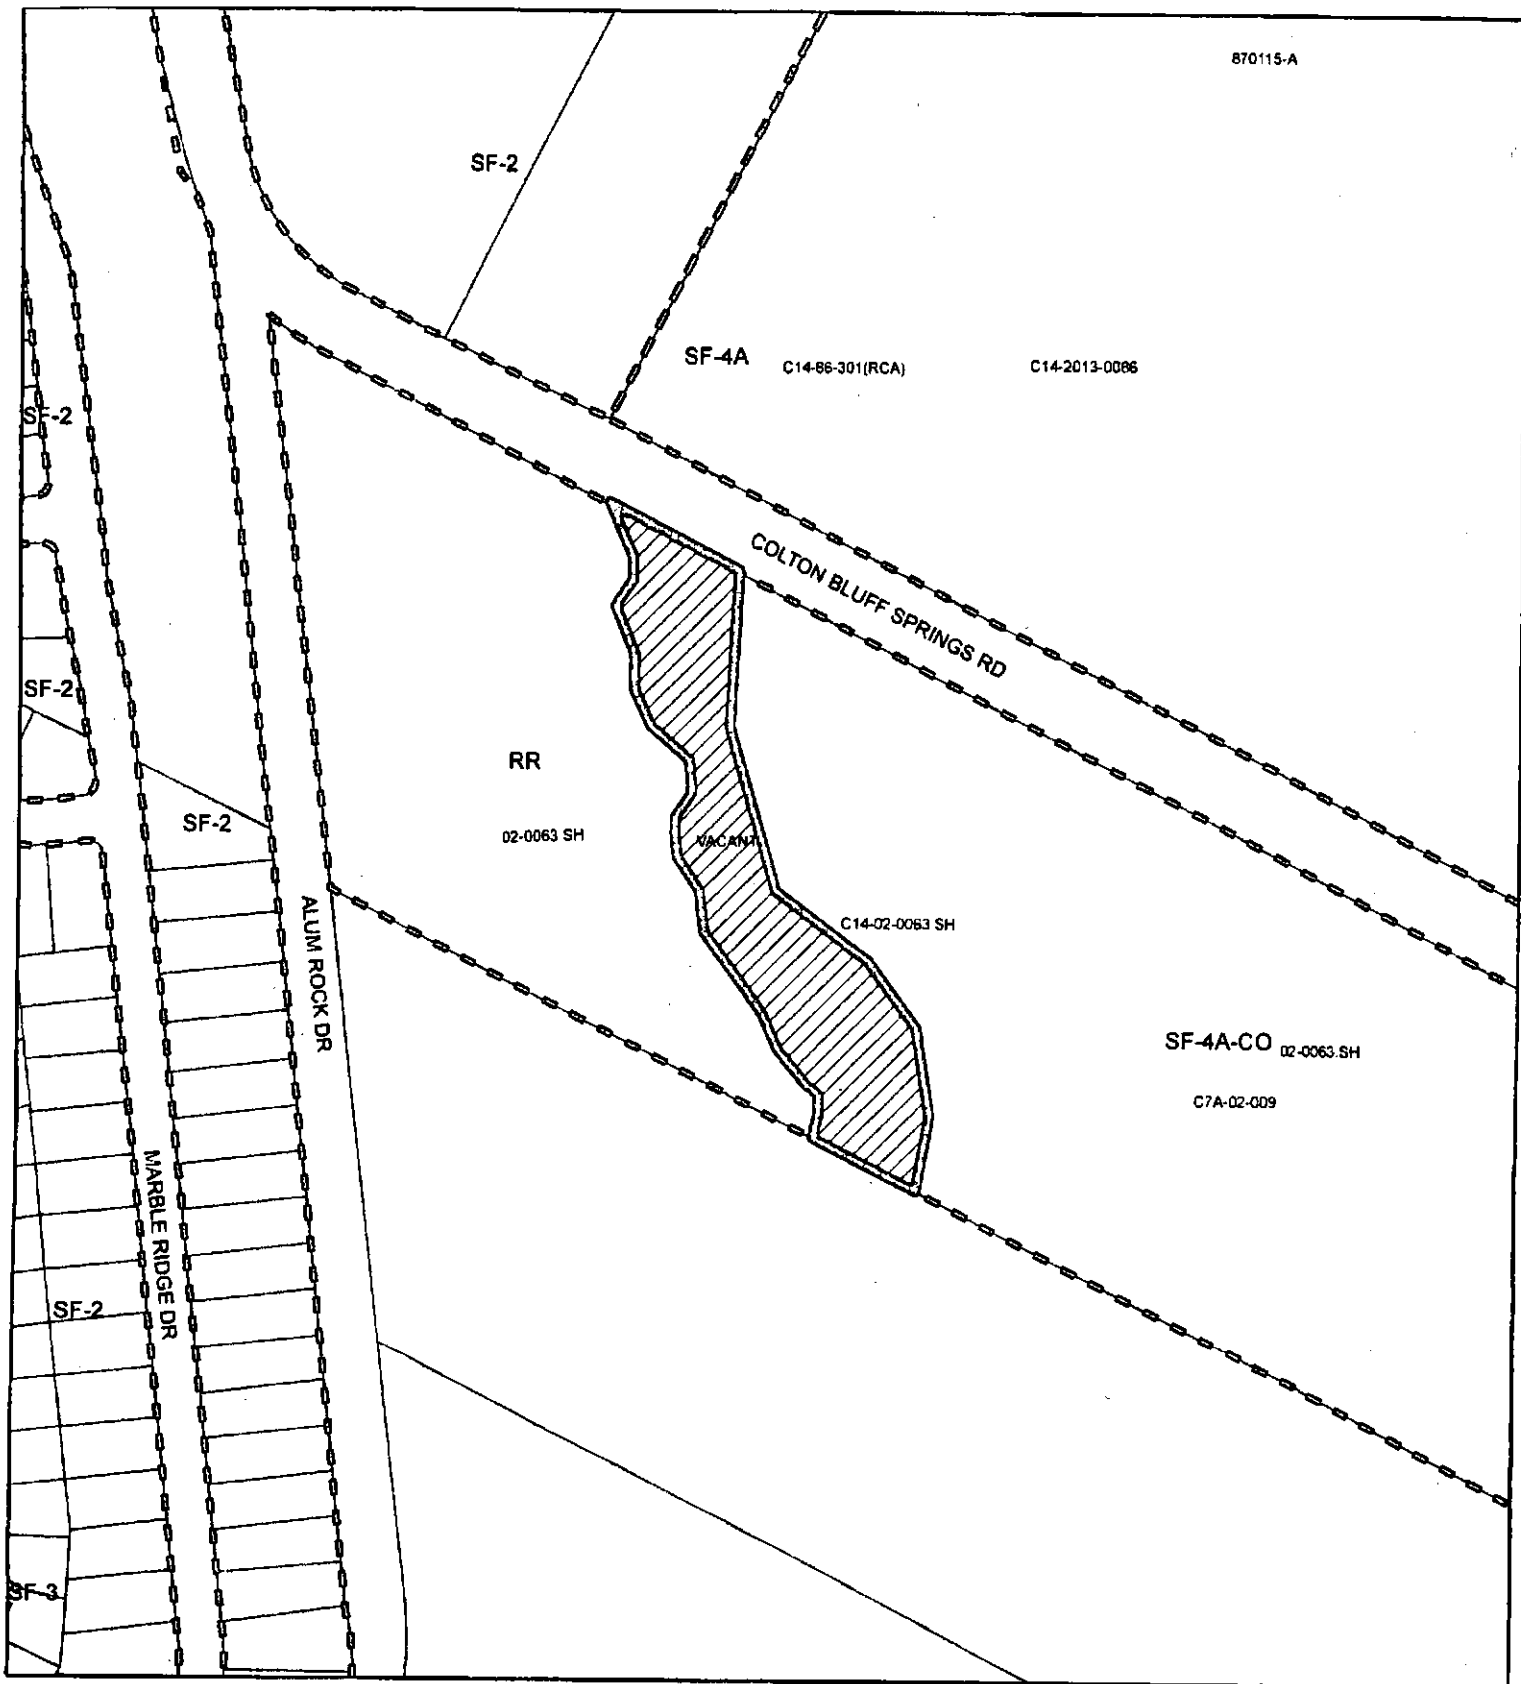 870115-A
SF-2
SF-4A
C14-86-301(RCA)
C14-2013-0086
SF-2
COLTON BLUFF SPRINGS RD
SF-2
RR
SF-2
02-0063 SH
VACANT
C14-02-0063 SH
ALUM ROCK DR
SF-4A-CO 02-0063.SH
C7A-02-009
MARBLE RIDGE DR
SF-2
SF-3